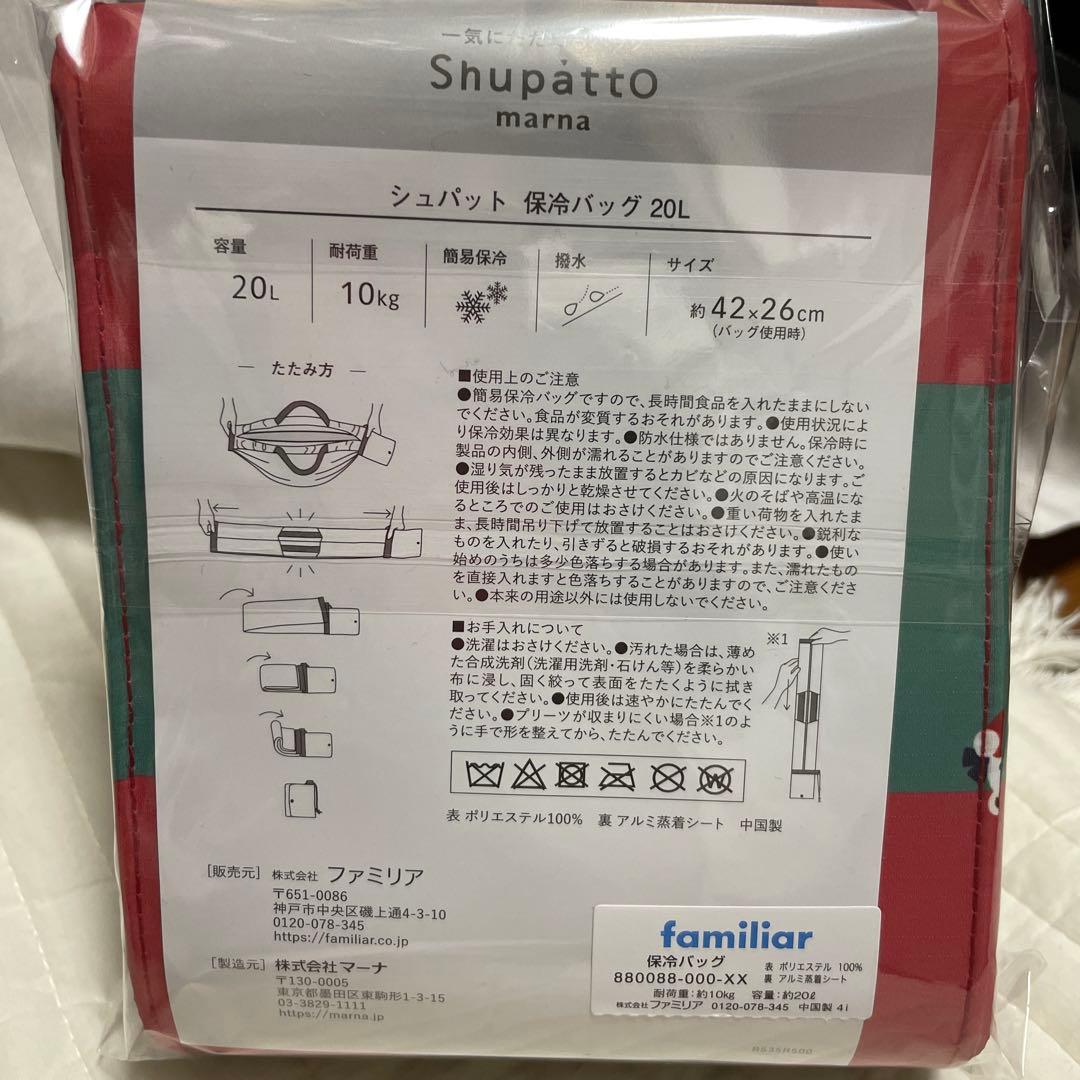 一気に
Shupatto
marna
シュパット 保冷バッグ 20L
容量
20L
耐荷重
10kg
簡易保冷
撥水
サイズ
約 42×26cm
(バッグ使用時)
— たたみ方 —
■使用上のご注意
●簡易保冷バッグですので、長時間食品を入れたままにしない
でください。食品が変質するおそれがあります。●使用状況によ
り保冷効果は異なります。●防水仕様ではありません。保冷時に
製品の内側、外側が濡れることがありますのでご注意ください。
●湿り気が残ったまま放置するとカビなどの原因になります。ご
使用後はしっかりと乾燥させてください。●火のそばや高温にな
るところでのご使用はおさけください。●重い荷物を入れたま
ま、長時間吊り下げて放置することはおさけください。●鋭利な
ものを入れたり、引きずると破損するおそれがあります。●使い
始めのうちは多少色落ちする場合があります。また、濡れたもの
を直接入れますと色落ちすることがありますので、ご注意くださ
い。●本来の用途以外には使用しないでください。
■お手入れについて
●洗濯はおさけください。●汚れた場合は、薄め
た合成洗剤(洗濯用洗剤・石けん等)を柔らかい
布に浸し、固く絞って表面をたたくように拭き
取ってください。●使用後は速やかにたたんでく
ださい。●プリーツが収まりにくい場合※1のよ
うに手で形を整えてから、たたんでください。
※1
表 ポリエステル100% 裏 アルミ蒸着シート 中国製
[販売元] 株式会社 ファミリア
〒651-0086
神戸市中央区磯上通4-3-10
0120-078-345
https://familiar.co.jp
[製造元] 株式会社マーナ
〒130-0005
東京都墨田区東駒形1-3-15
03-3829-1111
https://marna.jp
familiar
保冷バッグ
880088-000-XX
表 ポリエステル 100%
裏 アルミ蒸着シート
耐荷重:約10kg 容量:約20ℓ
株式会社 ファミリア 0120-078-345 中国製 4I